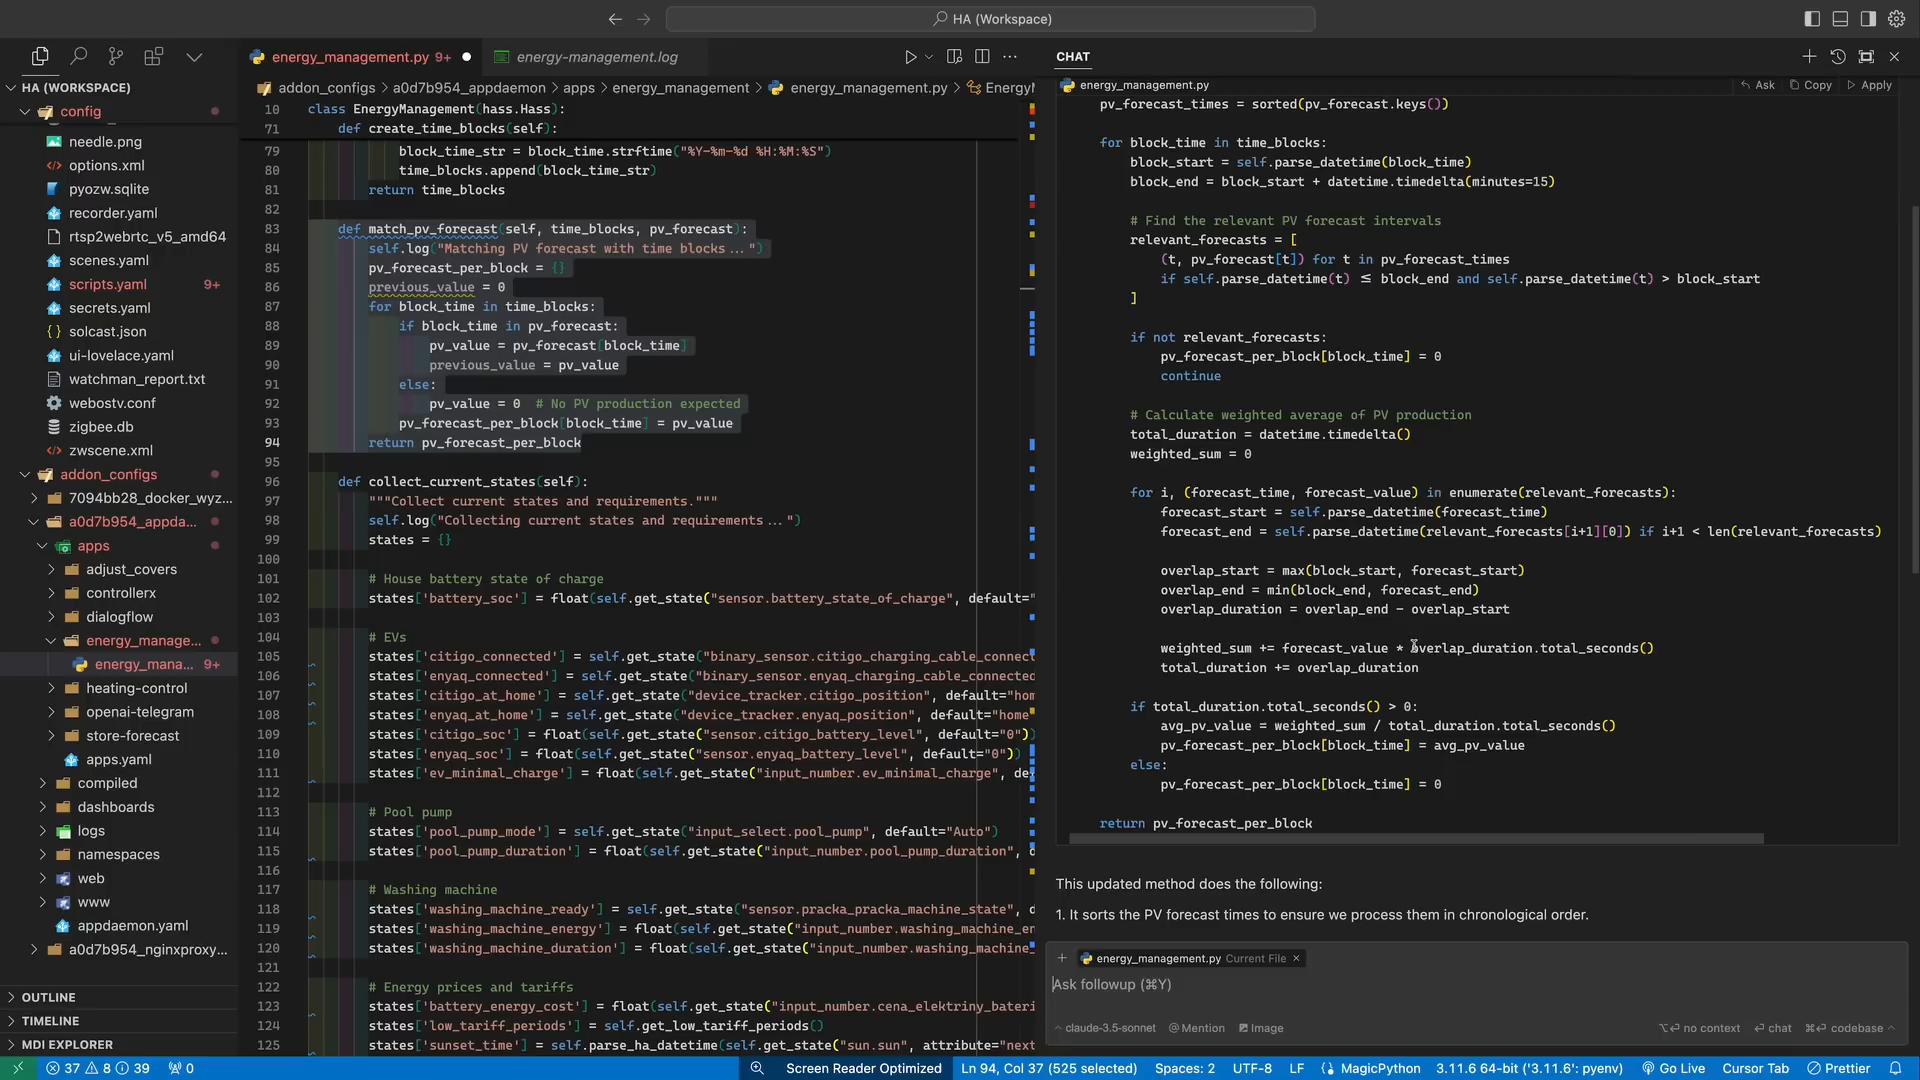 HA (Workspace)
HA (WORKSPACE)
config
needle.png
options.xml
pyozw.sqlite
recorder.yaml
rtsp2webrtc_v5_amd64
scenes.yaml
scripts.yaml 9+
secrets.yaml
solcast.json
ui-lovelace.yaml
watchman_report.txt
webostv.conf
zigbee.db
zwscene.xml
addon_configs
7094bb28_docker_wyz...
a0d7b954_appda...
apps
adjust_covers
controllerx
dialogflow
energy_manage...
energy_mana... 9+
heating-control
openai-telegram
store-forecast
apps.yaml
compiled
dashboards
logs
namespaces
web
www
appdaemon.yaml
a0d7b954_nginxproxy...
OUTLINE
TIMELINE
MDI EXPLORER
energy_management.py 9+
energy-management.log
addon_configs > a0d7b954_appdaemon > apps > energy_management > energy_management.py > EnergyM
10 class EnergyManagement(hass.Hass):
71 def create_time_blocks(self):
79 block_time_str = block_time.strftime("%Y-%m-%d %H:%M:%S")
80 time_blocks.append(block_time_str)
81 return time_blocks
82
83 def match_pv_forecast(self, time_blocks, pv_forecast):
84 self.log("Matching PV forecast with time blocks...")
85 pv_forecast_per_block = {}
86 previous_value = 0
87 for block_time in time_blocks:
88 if block_time in pv_forecast:
89 pv_value = pv_forecast[block_time]
90 previous_value = pv_value
91 else:
92 pv_value = 0 # No PV production expected
93 pv_forecast_per_block[block_time] = pv_value
94 return pv_forecast_per_block
95
96 def collect_current_states(self):
97 """Collect current states and requirements."""
98 self.log("Collecting current states and requirements...")
99 states = {}
100
101 # House battery state of charge
102 states['battery_soc'] = float(self.get_state("sensor.battery_state_of_charge", default="
103
104 # EVs
105 states['citigo_connected'] = self.get_state("binary_sensor.citigo_charging_cable_connect
106 states['enyaq_connected'] = self.get_state("binary_sensor.enyaq_charging_cable_connected
107 states['citigo_at_home'] = self.get_state("device_tracker.citigo_position", default="hom
108 states['enyaq_at_home'] = self.get_state("device_tracker.enyaq_position", default="home"
109 states['citigo_soc'] = float(self.get_state("sensor.citigo_battery_level", default="0"))
110 states['enyaq_soc'] = float(self.get_state("sensor.enyaq_battery_level", default="0"))
111 states['ev_minimal_charge'] = float(self.get_state("input_number.ev_minimal_charge", de
112
113 # Pool pump
114 states['pool_pump_mode'] = self.get_state("input_select.pool_pump", default="Auto")
115 states['pool_pump_duration'] = float(self.get_state("input_number.pool_pump_duration", d
116
117 # Washing machine
118 states['washing_machine_ready'] = self.get_state("sensor.pracka_pracka_machine_state", d
119 states['washing_machine_energy'] = float(self.get_state("input_number.washing_machine_en
120 states['washing_machine_duration'] = float(self.get_state("input_number.washing_machine_
121
122 # Energy prices and tariffs
123 states['battery_energy_cost'] = float(self.get_state("input_number.cena_elektriny_bateri
124 states['low_tariff_periods'] = self.get_low_tariff_periods()
125 states['sunset_time'] = self.parse_ha_datetime(self.get_state("sun.sun", attribute="next
CHAT
energy_management.py Ask Copy Apply
pv_forecast_times = sorted(pv_forecast.keys())
for block_time in time_blocks:
block_start = self.parse_datetime(block_time)
block_end = block_start + datetime.timedelta(minutes=15)
# Find the relevant PV forecast intervals
relevant_forecasts = [
(t, pv_forecast[t]) for t in pv_forecast_times
if self.parse_datetime(t) ≤ block_end and self.parse_datetime(t) > block_start
]
if not relevant_forecasts:
pv_forecast_per_block[block_time] = 0
continue
# Calculate weighted average of PV production
total_duration = datetime.timedelta()
weighted_sum = 0
for i, (forecast_time, forecast_value) in enumerate(relevant_forecasts):
forecast_start = self.parse_datetime(forecast_time)
forecast_end = self.parse_datetime(relevant_forecasts[i+1][0]) if i+1 < len(relevant_forecasts)
overlap_start = max(block_start, forecast_start)
overlap_end = min(block_end, forecast_end)
overlap_duration = overlap_end - overlap_start
weighted_sum += forecast_value * overlap_duration.total_seconds()
total_duration += overlap_duration
if total_duration.total_seconds() > 0:
avg_pv_value = weighted_sum / total_duration.total_seconds()
pv_forecast_per_block[block_time] = avg_pv_value
else:
pv_forecast_per_block[block_time] = 0
return pv_forecast_per_block
This updated method does the following:
1. It sorts the PV forecast times to ensure we process them in chronological order.
energy_management.py Current File
Ask followup (⌘Y)
claude-3.5-sonnet @ Mention Image ⌥⏎ no context ⏎ chat ⌘⏎ codebase
37 8 39 0 Screen Reader Optimized Ln 94, Col 37 (525 selected) Spaces: 2 UTF-8 LF MagicPython 3.11.6 64-bit ('3.11.6': pyenv) Go Live Cursor Tab Prettier